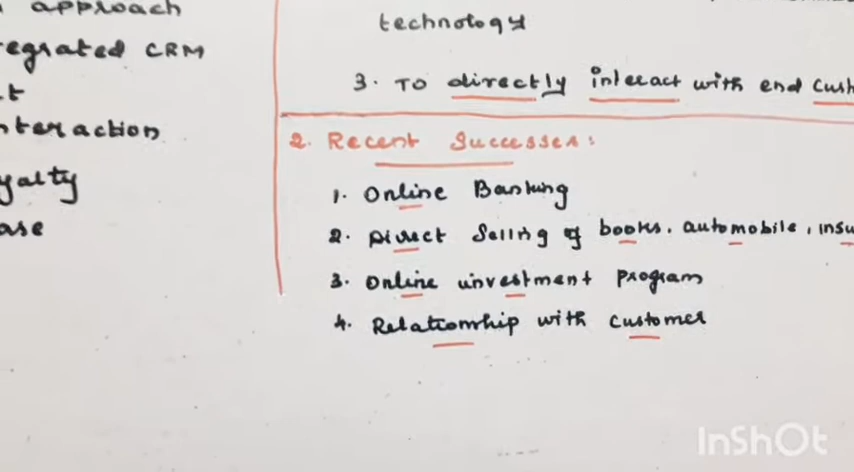 approach
tegrated CRM
nteraction
yalty
ase
technology
3. To directly interact with end Cust
2. Recent Successes:
1. Online Banking
2. Direct Selling of books, automobile, insu
3. Online investment program
4. Relationship with Customer
InShOt